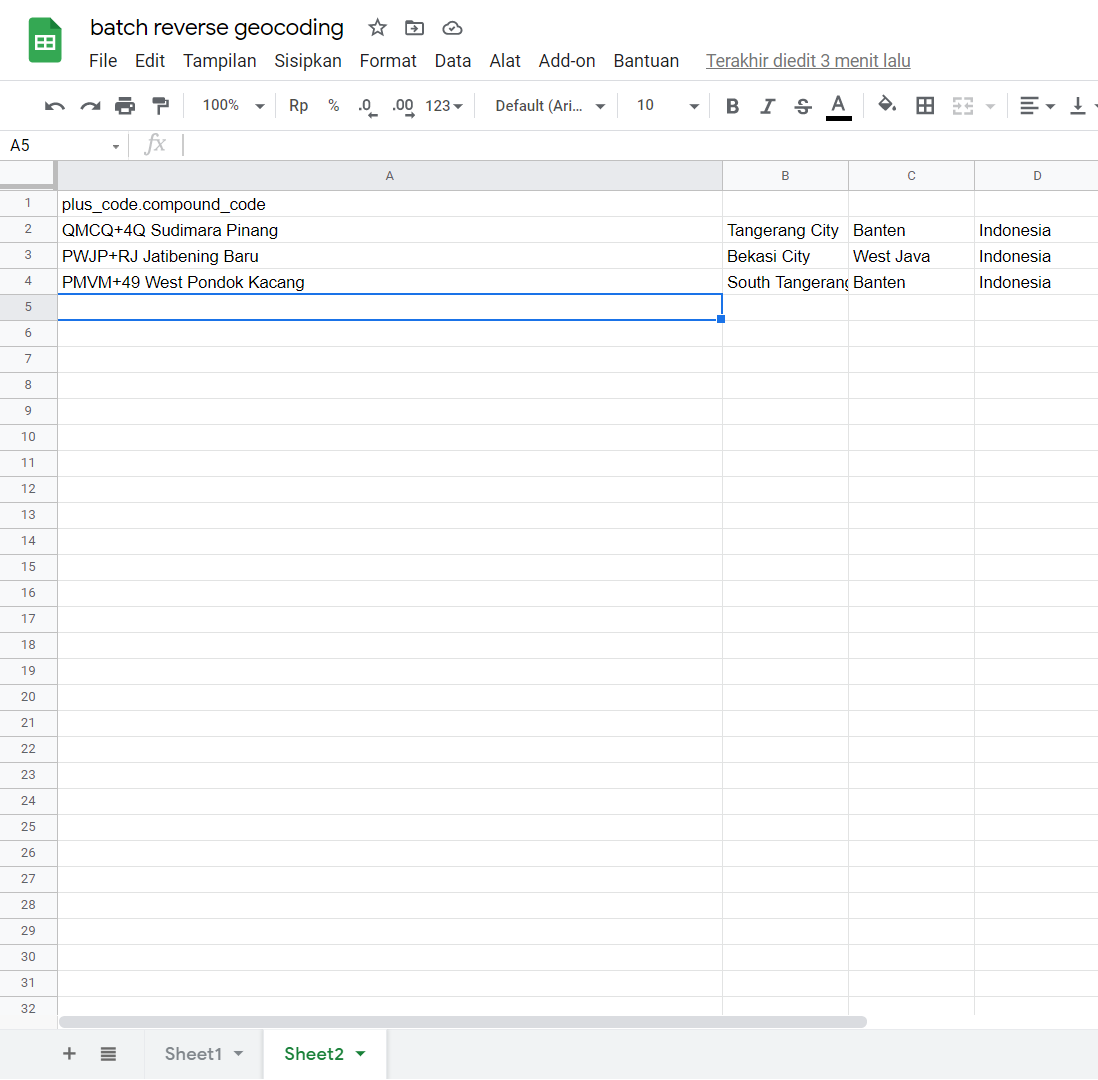 batch reverse geocoding
File Edit Tampilan Sisipkan Format Data Alat Add-on Bantuan Terakhir diedit 3 menit lalu
100% Rp % .0 .00 123 Default (Ari... 10 B I S A
A5 fx
A B C D
1 plus_code.compound_code
2 QMCQ+4Q Sudimara Pinang Tangerang City Banten Indonesia
3 PWJP+RJ Jatibening Baru Bekasi City West Java Indonesia
4 PMVM+49 West Pondok Kacang South Tangerang Banten Indonesia
5
6
7
8
9
10
11
12
13
14
15
16
17
18
19
20
21
22
23
24
25
26
27
28
29
30
31
32
+ Sheet1 Sheet2